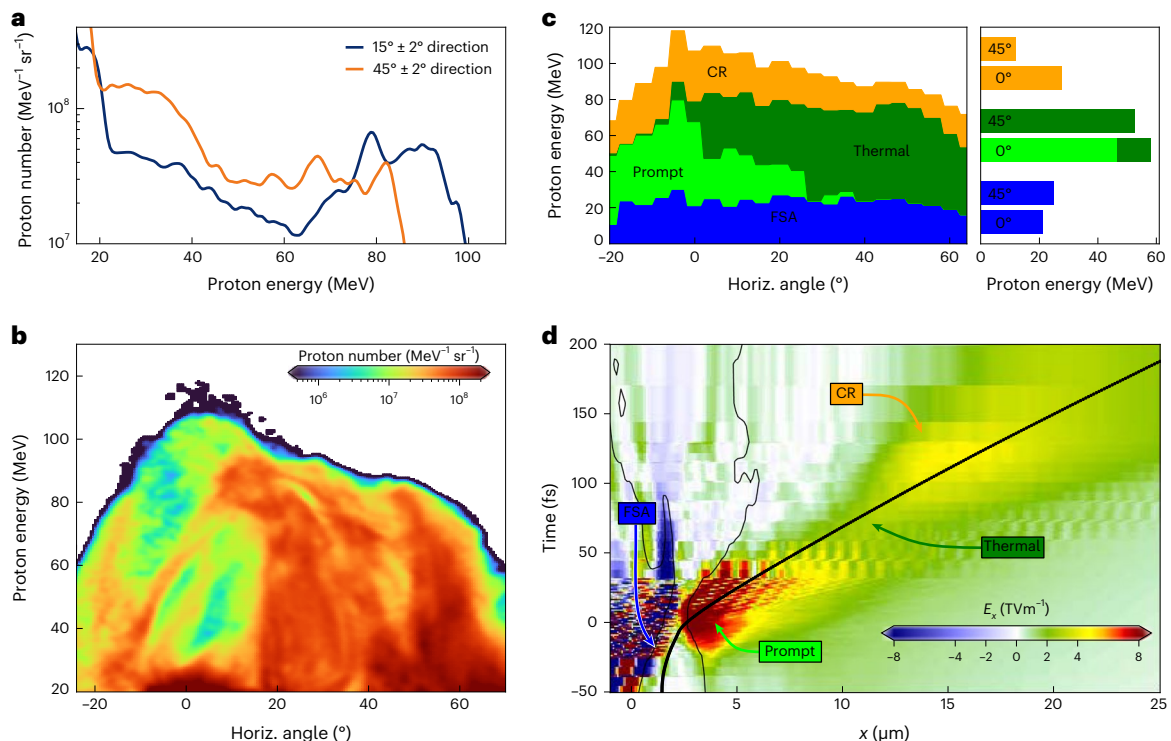 a
Proton number (MeV⁻¹ sr⁻¹)
10⁸
10⁷
15° ± 2° direction
45° ± 2° direction
20
40
60
80
100
Proton energy (MeV)
c
Proton energy (MeV)
120
100
80
60
40
20
0
CR
Thermal
Prompt
FSA
−20
0
20
40
60
Horiz. angle (°)
45°
0°
45°
0°
45°
0°
0
20
40
60
Proton energy (MeV)
b
Proton number (MeV⁻¹ sr⁻¹)
10⁶
10⁷
10⁸
Proton energy (MeV)
120
100
80
60
40
20
−20
0
20
40
60
Horiz. angle (°)
d
Time (fs)
200
150
100
50
0
−50
CR
FSA
Thermal
Prompt
Eₓ (TVm⁻¹)
−8
−4
−2
0
2
4
8
0
5
10
15
20
25
x (μm)